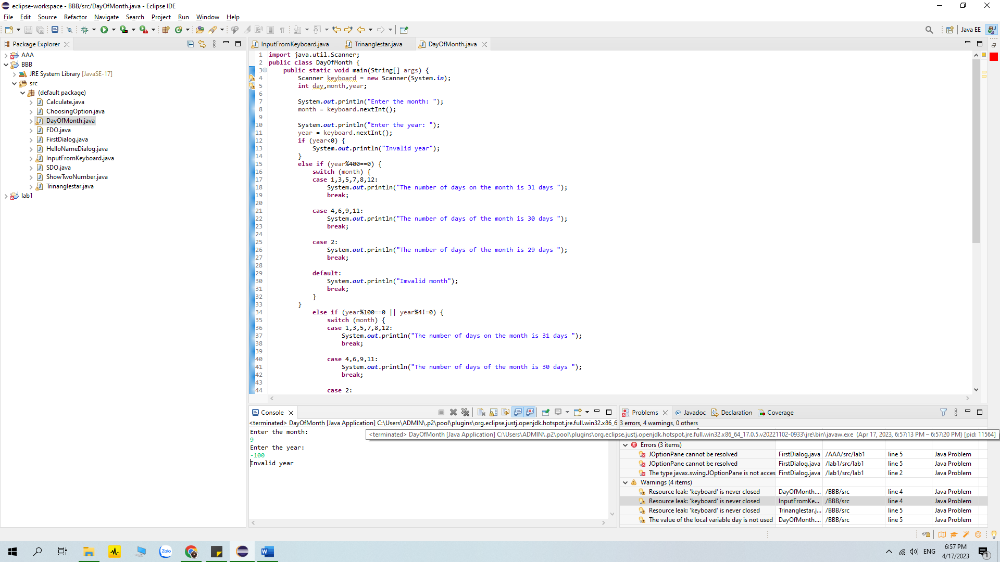 eclipse-workspace - BBB/src/DayOfMonth.java - Eclipse IDE
File Edit Source Refactor Navigate Search Project Run Window Help
Java EE
Package Explorer
AAA
BBB
JRE System Library [JavaSE-17]
src
(default package)
Calculate.java
ChoosingOption.java
DayOfMonth.java
FDO.java
FirstDialog.java
HelloNameDialog.java
InputFromKeyboard.java
SDO.java
ShowTwoNumber.java
Trinanglestar.java
lab1
InputFromKeyboard.java Trinanglestar.java DayOfMonth.java
1 import java.util.Scanner;
2 public class DayOfMonth {
3 public static void main(String[] args) {
4 Scanner keyboard = new Scanner(System.in);
5 int day,month,year;
6
7 System.out.println("Enter the month: ");
8 month = keyboard.nextInt();
9
10 System.out.println("Enter the year: ");
11 year = keyboard.nextInt();
12 if (year<0) {
13 System.out.println("Invalid year");
14 }
15 else if (year%400==0) {
16 switch (month) {
17 case 1,3,5,7,8,12:
18 System.out.println("The number of days on the month is 31 days ");
19 break;
20
21 case 4,6,9,11:
22 System.out.println("The number of days of the month is 30 days ");
23 break;
24
25 case 2:
26 System.out.println("The number of days of the month is 29 days ");
27 break;
28
29 default:
30 System.out.println("Imvalid month");
31 break;
32 }
33 }
34 else if (year%100==0 || year%4!=0) {
35 switch (month) {
36 case 1,3,5,7,8,12:
37 System.out.println("The number of days on the month is 31 days ");
38 break;
39
40 case 4,6,9,11:
41 System.out.println("The number of days of the month is 30 days ");
42 break;
43
44 case 2:
Console
<terminated> DayOfMonth [Java Application] C:\Users\ADMIN\.p2\pool\plugins\org.eclipse.justj.openjdk.hotspot.jre.full.win32.x86_6
Enter the month:
9
Enter the year:
-100
Invalid year
<terminated> DayOfMonth [Java Application] C:\Users\ADMIN\.p2\pool\plugins\org.eclipse.justj.openjdk.hotspot.jre.full.win32.x86_64_17.0.5.v20221102-0933\jre\bin\javaw.exe (Apr 17, 2023, 6:57:13 PM – 6:57:20 PM) [pid: 11564]
Problems Javadoc Declaration Coverage
3 errors, 4 warnings, 0 others
Errors (3 items)
JOptionPane cannot be resolved FirstDialog.java /AAA/src/lab1 line 5 Java Problem
JOptionPane cannot be resolved FirstDialog.java /lab1/src/lab1 line 5 Java Problem
The type javax.swing.JOptionPane is not acces FirstDialog.java /lab1/src/lab1 line 2 Java Problem
Warnings (4 items)
Resource leak: 'keyboard' is never closed DayOfMonth.... /BBB/src line 4 Java Problem
Resource leak: 'keyboard' is never closed InputFromKe... /BBB/src line 4 Java Problem
Resource leak: 'keyboard' is never closed Trinanglestar.j... /BBB/src line 5 Java Problem
The value of the local variable day is not used DayOfMonth.... /BBB/src line 5 Java Problem
Zalo
ENG
6:57 PM
4/17/2023
1